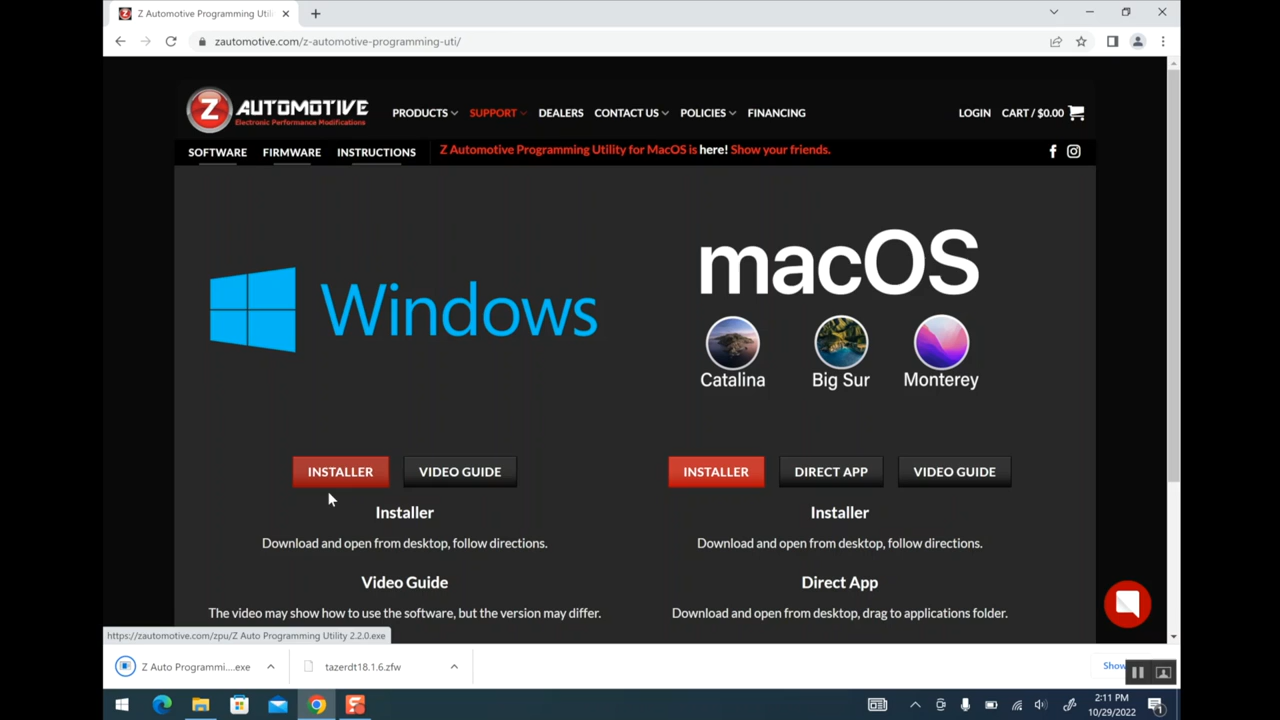 Z Automotive Programming Utili
zautomotive.com/z-automotive-programming-uti/
Z AUTOMOTIVE
Electronic Performance Modifications
PRODUCTS
SUPPORT
DEALERS
CONTACT US
POLICIES
FINANCING
LOGIN
CART / $0.00
SOFTWARE
FIRMWARE
INSTRUCTIONS
Z Automotive Programming Utility for MacOS is here! Show your friends.
Windows
macOS
Catalina
Big Sur
Monterey
INSTALLER
VIDEO GUIDE
INSTALLER
DIRECT APP
VIDEO GUIDE
Installer
Download and open from desktop, follow directions.
Video Guide
The video may show how to use the software, but the version may differ.
Installer
Download and open from desktop, follow directions.
Direct App
Download and open from desktop, drag to applications folder.
https://zautomotive.com/zpu/Z Auto Programming Utility 2.2.0.exe
Z Auto Programmi....exe
tazerdt18.1.6.zfw
Show
2:11 PM
10/29/2022
1